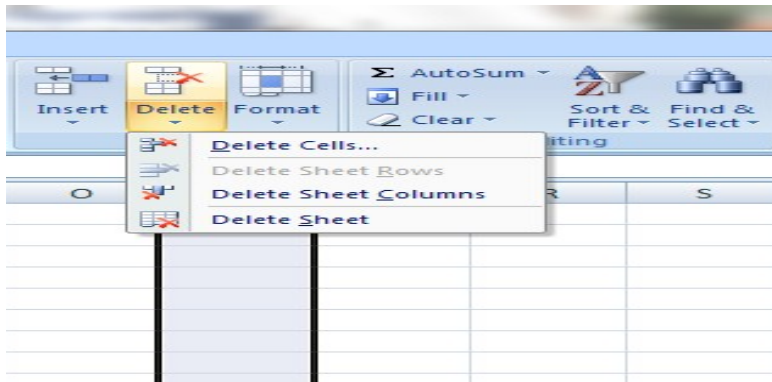 Insert Delete Format
Σ AutoSum
Fill
Clear
Sort & Filter
Find & Select
iting
Delete Cells...
Delete Sheet Rows
Delete Sheet Columns
Delete Sheet
O R S